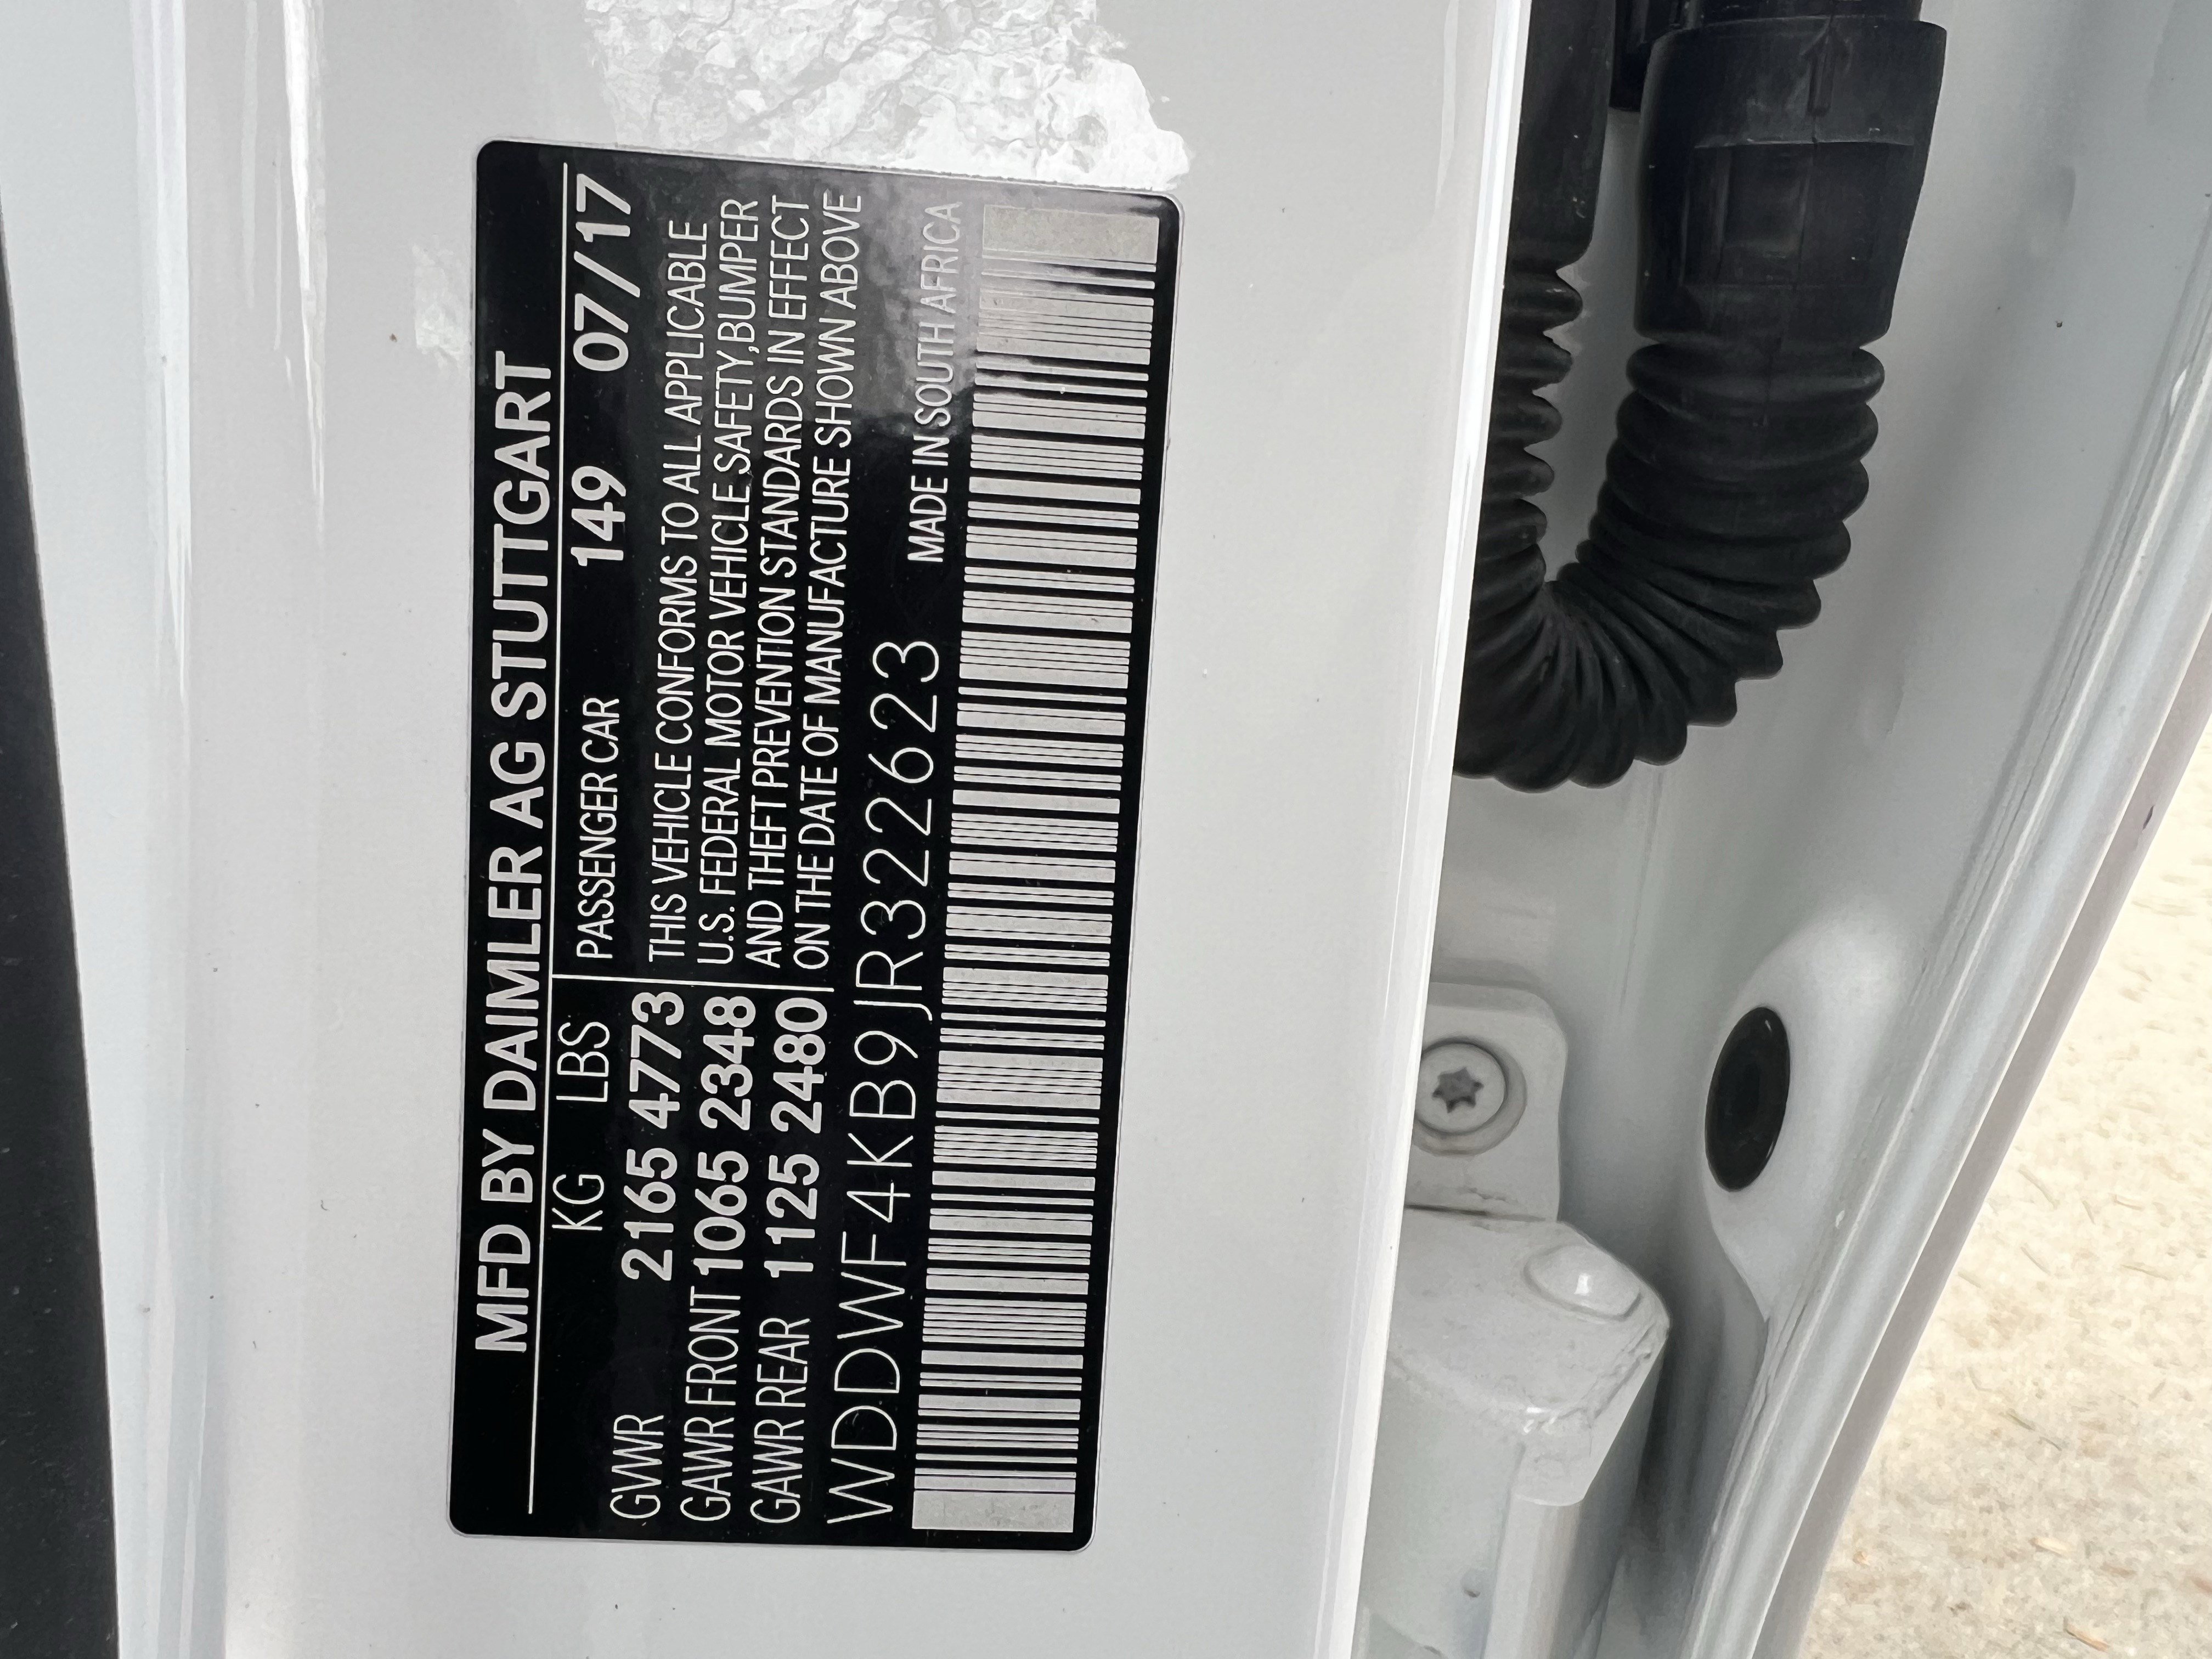 MFD BY DAIMLER AG STUTTGART
KG LBS PASSENGER CAR 149 07/17
GVWR 2165 4773 THIS VEHICLE CONFORMS TO ALL APPLICABLE
GAWR FRONT 1065 2348 U.S. FEDERAL MOTOR VEHICLE SAFETY,BUMPER
GAWR REAR 1125 2480 AND THEFT PREVENTION STANDARDS IN EFFECT
ON THE DATE OF MANUFACTURE SHOWN ABOVE
WDDWF4KB9JR322623 MADE IN SOUTH AFRICA